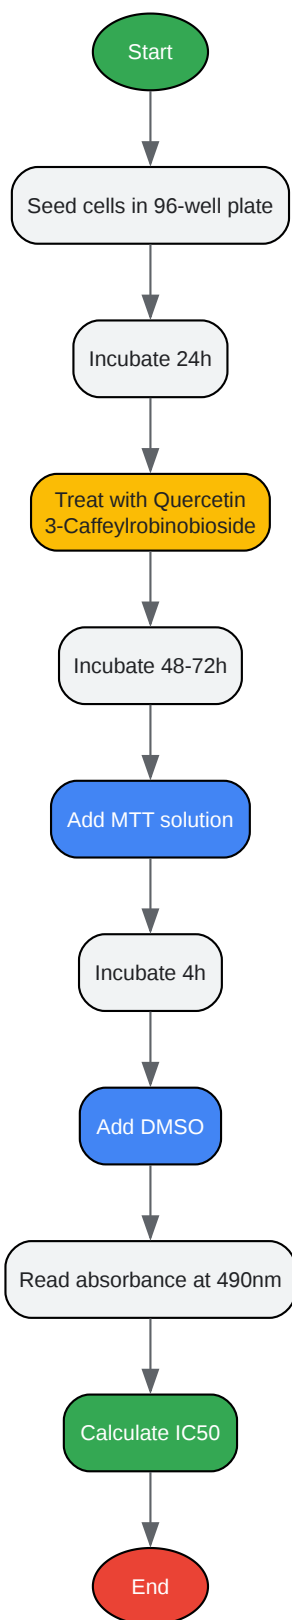 Start
Seed cells in 96-well plate
Incubate 24h
Treat with Quercetin
3-Caffeylrobinobioside
Incubate 48-72h
Add MTT solution
Incubate 4h
Add DMSO
Read absorbance at 490nm
Calculate IC50
End